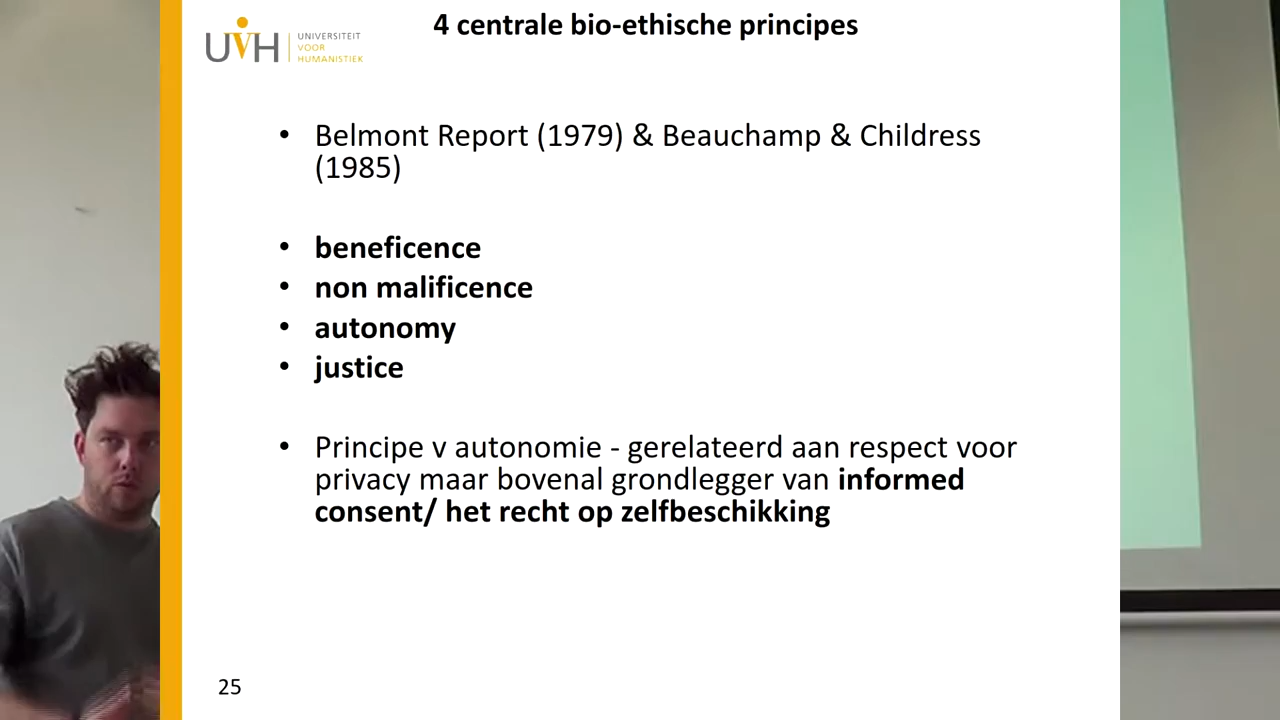 4 centrale bio-ethische principes
UVH
UNIVERSITEIT
VOOR
HUMANISTIEK
• Belmont Report (1979) & Beauchamp & Childress
(1985)
• beneficence
• non malificence
• autonomy
• justice
• Principe v autonomie - gerelateerd aan respect voor
privacy maar bovenal grondlegger van informed
consent/ het recht op zelfbeschikking
25